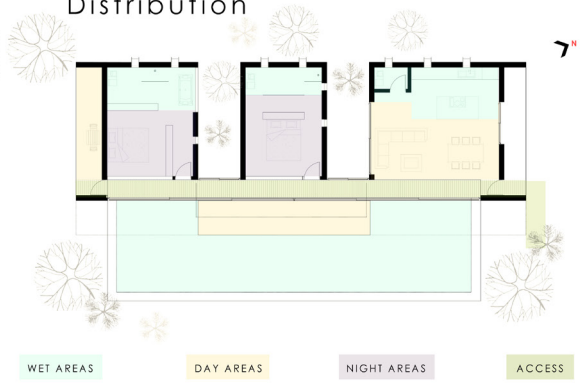 Distribution
N
WET AREAS
DAY AREAS
NIGHT AREAS
ACCESS